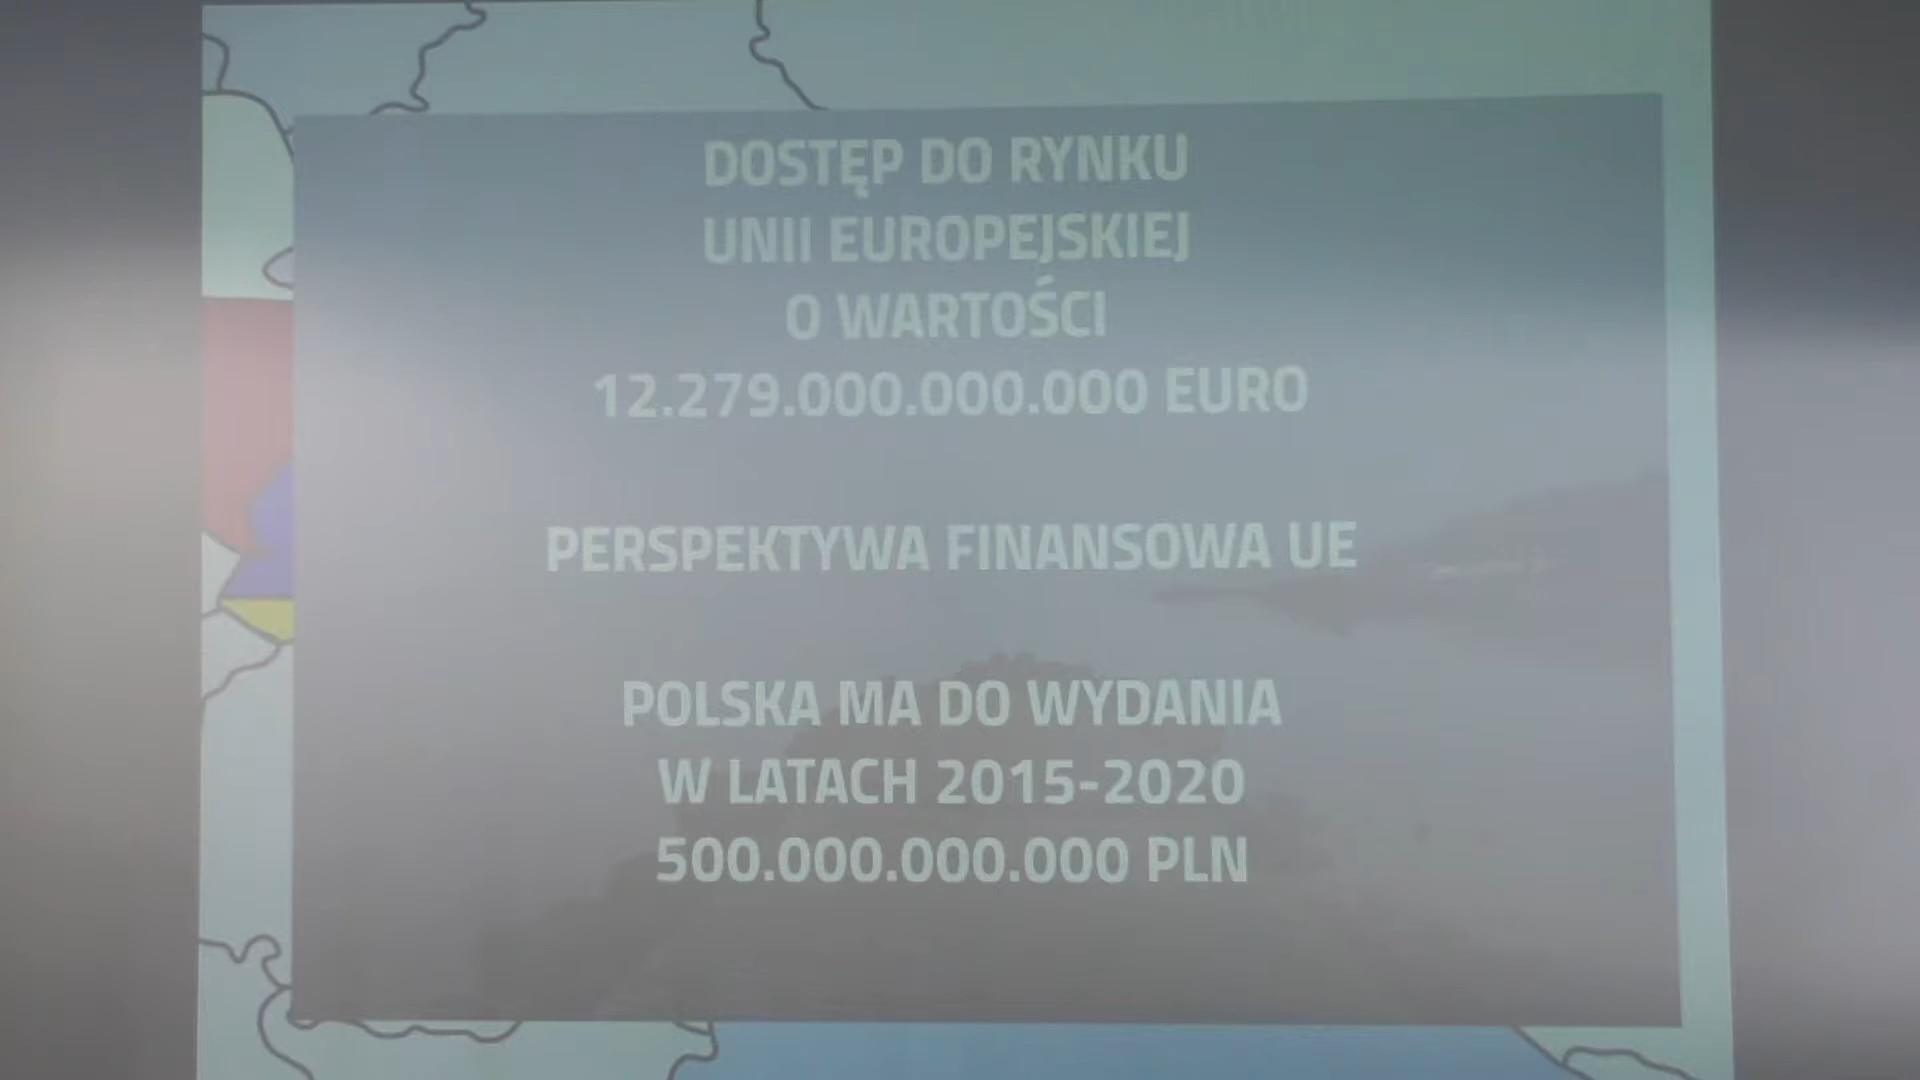 DOSTĘP DO RYNKU
UNII EUROPEJSKIEJ
O WARTOŚCI
12.279.000.000.000 EURO
PERSPEKTYWA FINANSOWA UE
POLSKA MA DO WYDANIA
W LATACH 2015-2020
500.000.000.000 PLN